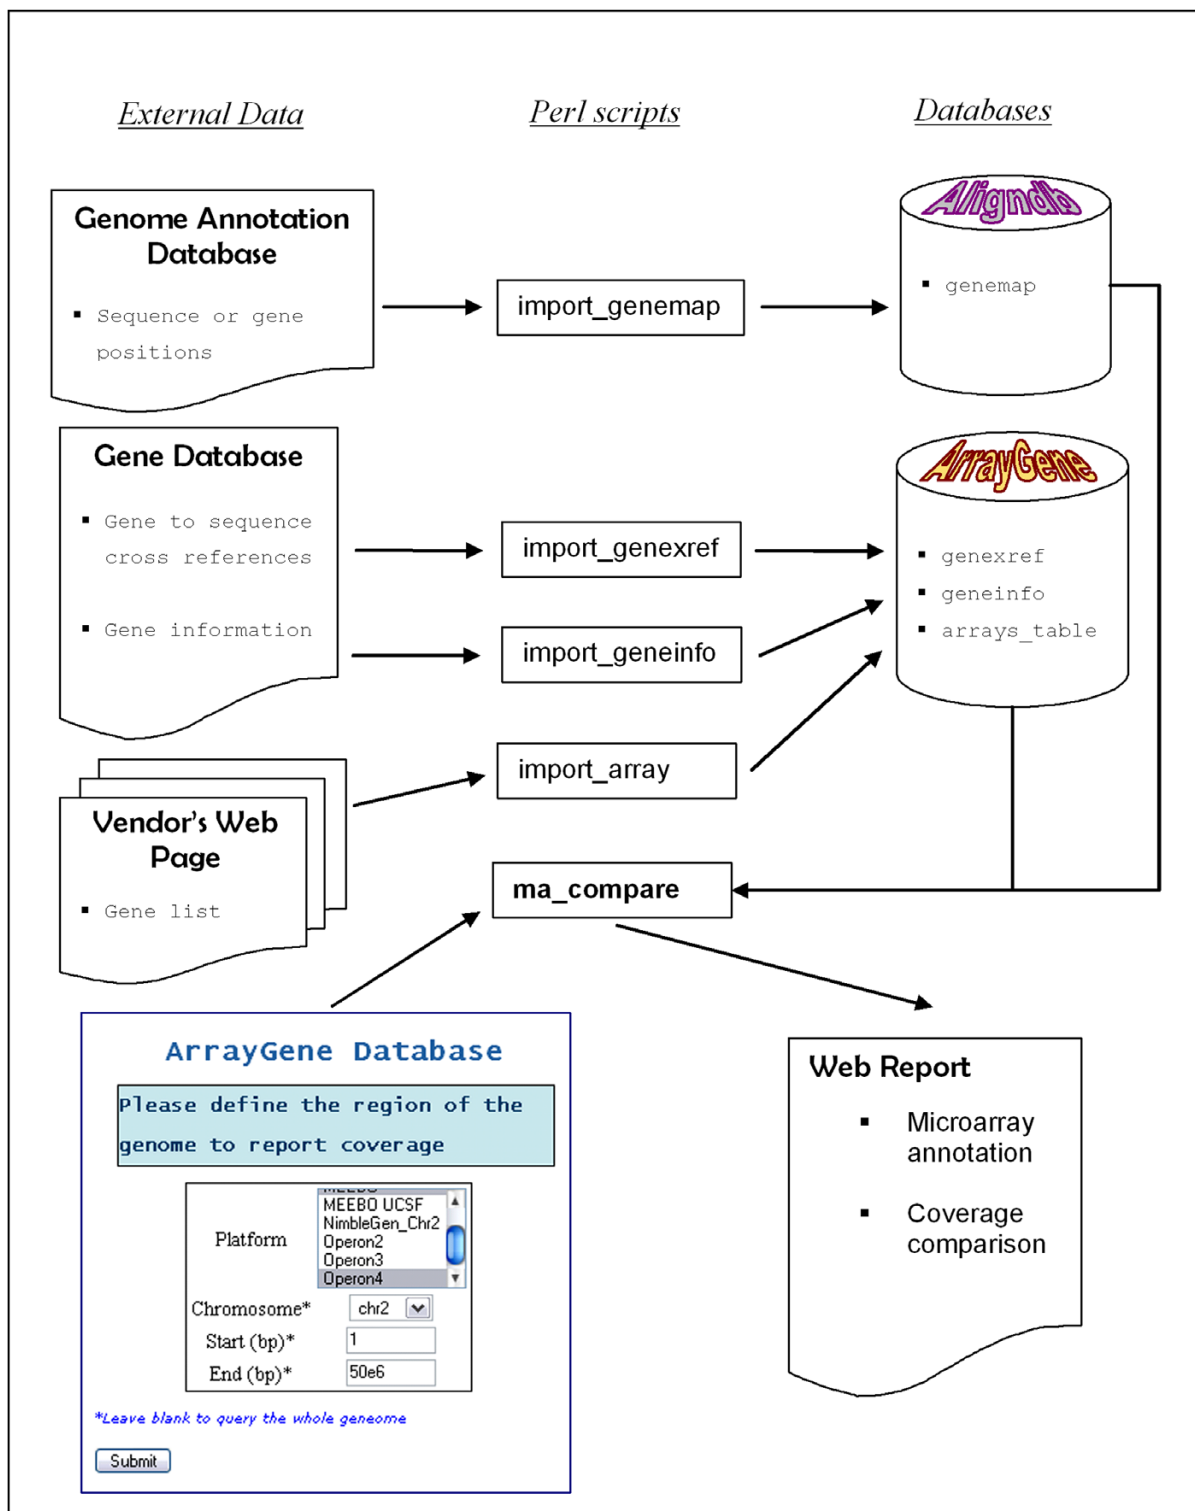 External Data
Perl scripts
Databases
Genome Annotation
Database
▪ Sequence or gene
positions
import_genemap
Aligndb
▪ genemap
Gene Database
▪ Gene to sequence
cross references
▪ Gene information
import_genexref
import_geneinfo
ArrayGene
▪ genexref
▪ geneinfo
▪ arrays_table
import_array
Vendor's Web
Page
▪ Gene list
ma_compare
ArrayGene Database
Please define the region of the
genome to report coverage
Platform
MEEBO
MEEBO UCSF
NimbleGen_Chr2
Operon2
Operon3
Operon4
Chromosome* chr2
Start (bp)* 1
End (bp)* 50e6
*Leave blank to query the whole geneome
Submit
Web Report
▪ Microarray
annotation
▪ Coverage
comparison